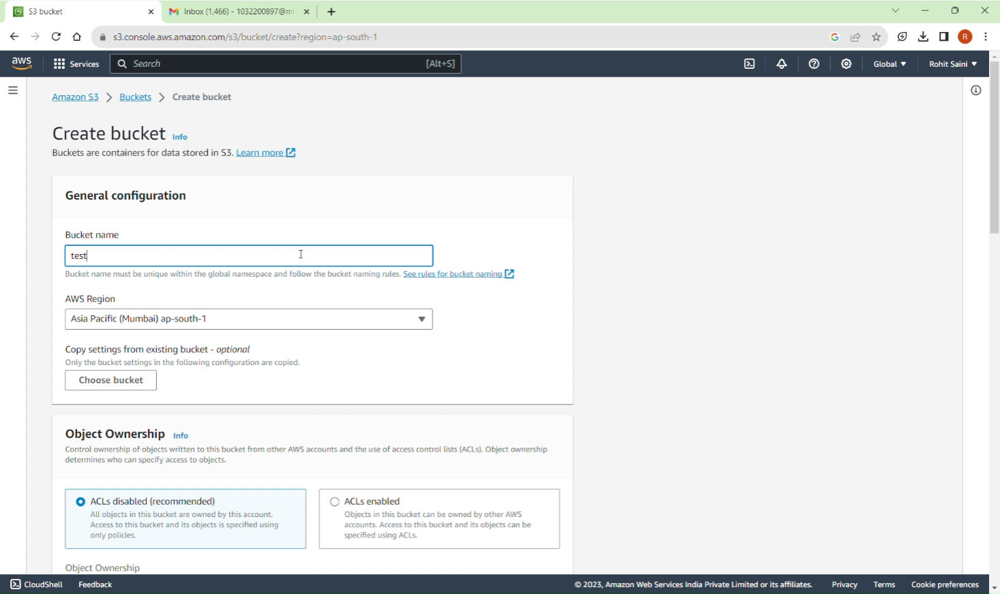 S3 bucket
Inbox (1,466) - 1032200897@mi
s3.console.aws.amazon.com/s3/bucket/create?region=ap-south-1
R
aws
Services
Search
[Alt+S]
Global
Rohit Saini
Amazon S3 > Buckets > Create bucket
Create bucket Info
Buckets are containers for data stored in S3. Learn more
General configuration
Bucket name
test
Bucket name must be unique within the global namespace and follow the bucket naming rules. See rules for bucket naming
AWS Region
Asia Pacific (Mumbai) ap-south-1
Copy settings from existing bucket - optional
Only the bucket settings in the following configuration are copied.
Choose bucket
Object Ownership Info
Control ownership of objects written to this bucket from other AWS accounts and the use of access control lists (ACLs). Object ownership
determines who can specify access to objects.
ACLs disabled (recommended)
All objects in this bucket are owned by this account.
Access to this bucket and its objects is specified using
only policies.
ACLs enabled
Objects in this bucket can be owned by other AWS
accounts. Access to this bucket and its objects can be
specified using ACLs.
Object Ownership
CloudShell
Feedback
© 2023, Amazon Web Services India Private Limited or its affiliates.
Privacy
Terms
Cookie preferences